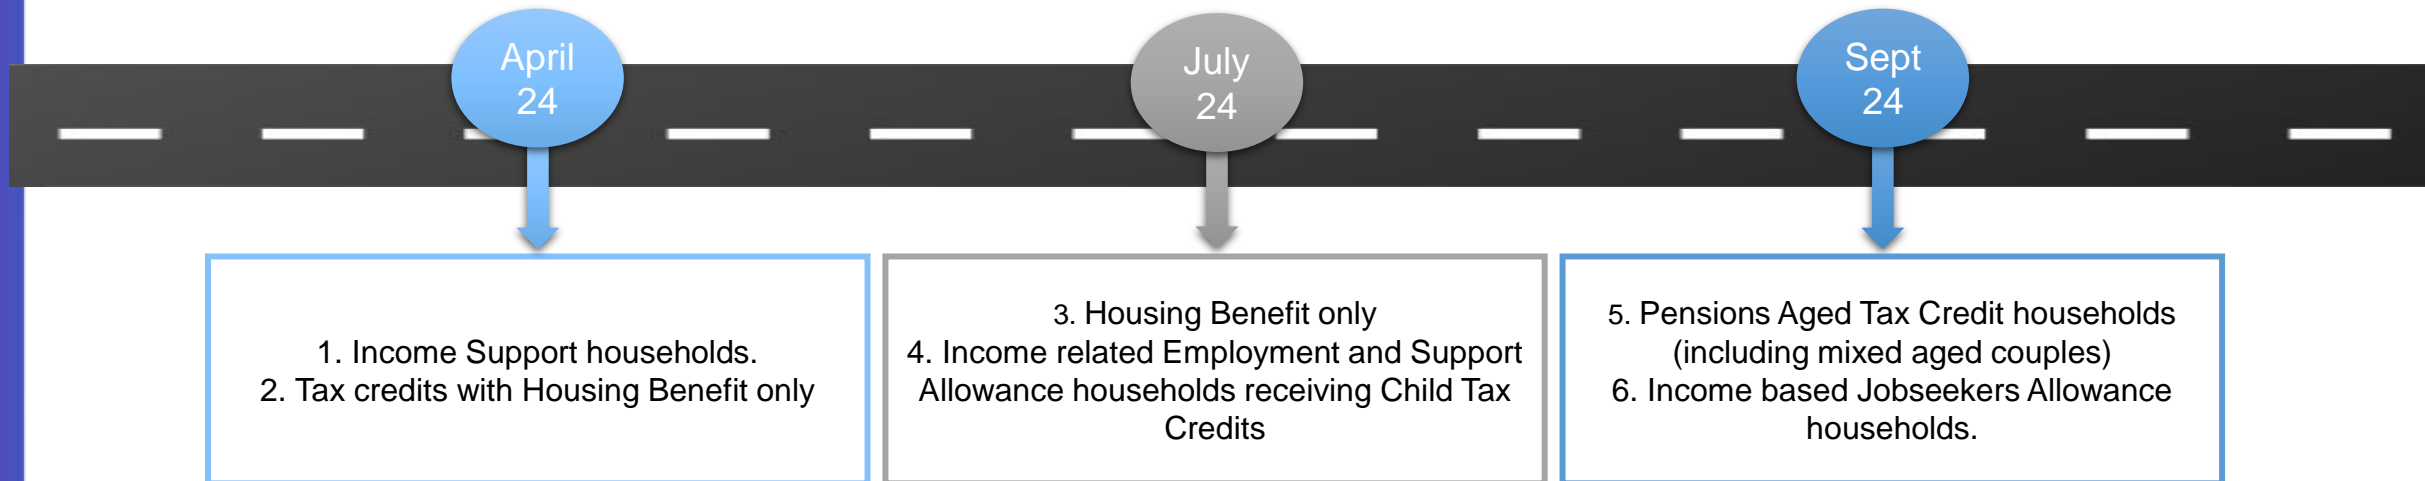 April
24
July
24
Sept
24
1. Income Support households.
2. Tax credits with Housing Benefit only
3. Housing Benefit only
4. Income related Employment and Support
Allowance households receiving Child Tax
Credits
5. Pensions Aged Tax Credit households
(including mixed aged couples)
6. Income based Jobseekers Allowance
households.